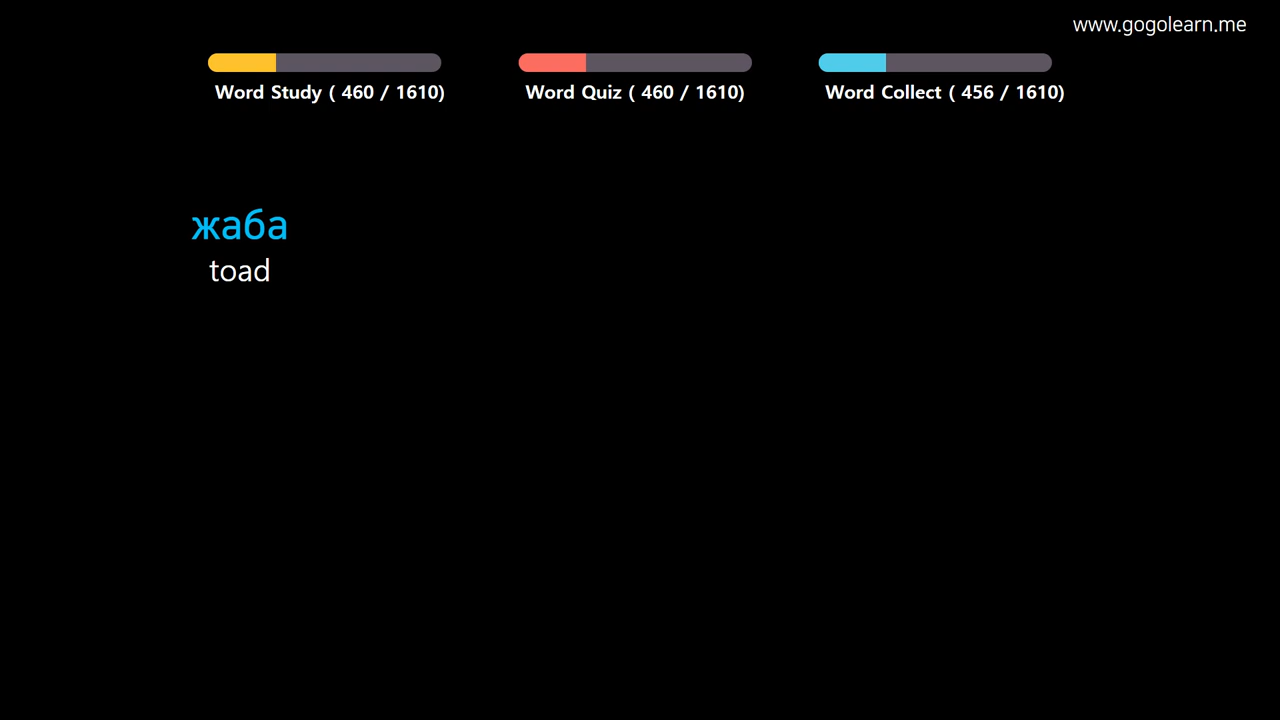 www.gogolearn.me
Word Study ( 460 / 1610)
Word Quiz ( 460 / 1610)
Word Collect ( 456 / 1610)
жаба
toad